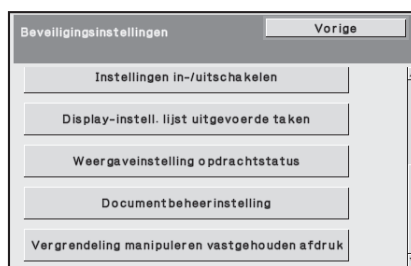 Beveiligingsinstellingen
Vorige
Instellingen in-/uitschakelen
Display-instell. lijst uitgevoerde taken
Weergaveinstelling opdrachtstatus
Documentbeheerinstelling
Vergrendeling manipuleren vastgehouden afdruk